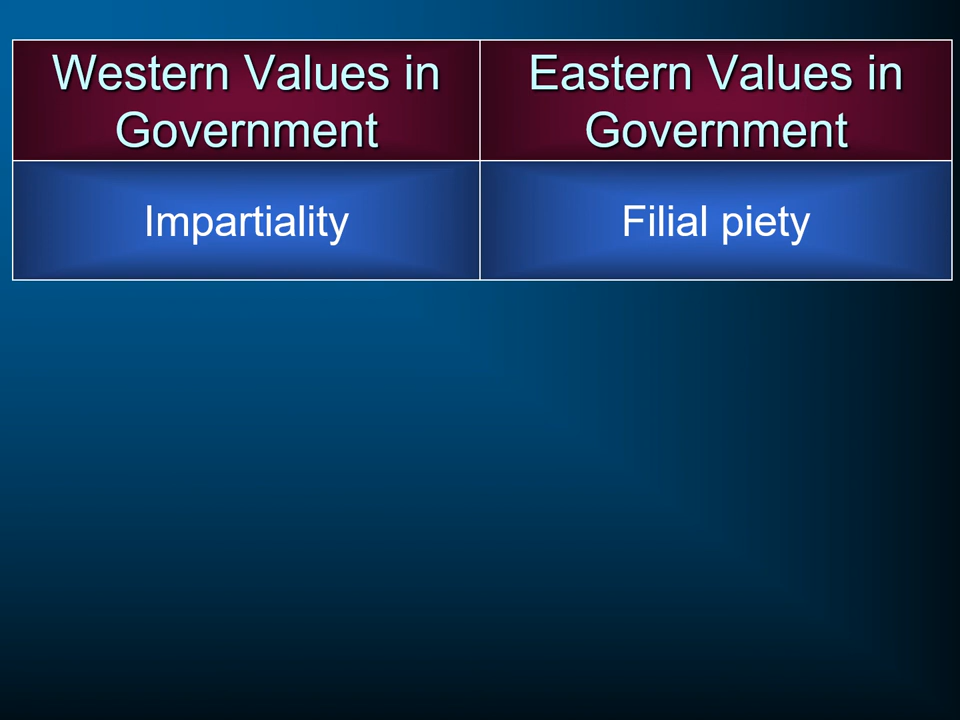 Western Values in
Government
Eastern Values in
Government
Impartiality
Filial piety